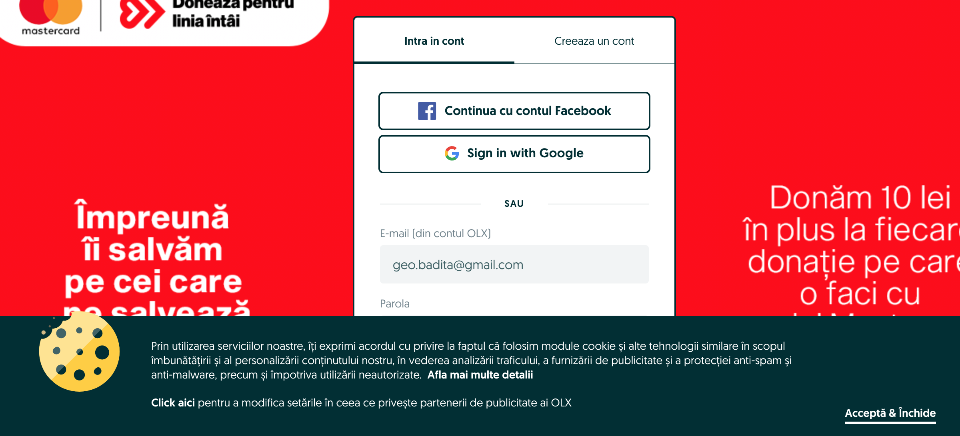 mastercard
Donează pentru
linia întâi
Intra in cont
Creeaza un cont
Continua cu contul Facebook
Sign in with Google
SAU
E-mail [din contul OLX]
geo.badita@gmail.com
Parola
Împreună
îi salvăm
pe cei care
pe salvează
Donăm 10 lei
în plus la fiecare
donație pe care
o faci cu
Prin utilizarea serviciilor noastre, îți exprimi acordul cu privire la faptul că folosim module cookie și alte tehnologii similare în scopul
îmbunătățirii și al personalizării conținutului nostru, în vederea analizării traficului, a furnizării de publicitate și a protecției anti-spam și
anti-malware, precum și împotriva utilizării neautorizate. Afla mai multe detalii
Click aici pentru a modifica setările în ceea ce privește partenerii de publicitate ai OLX
Acceptă & Închide